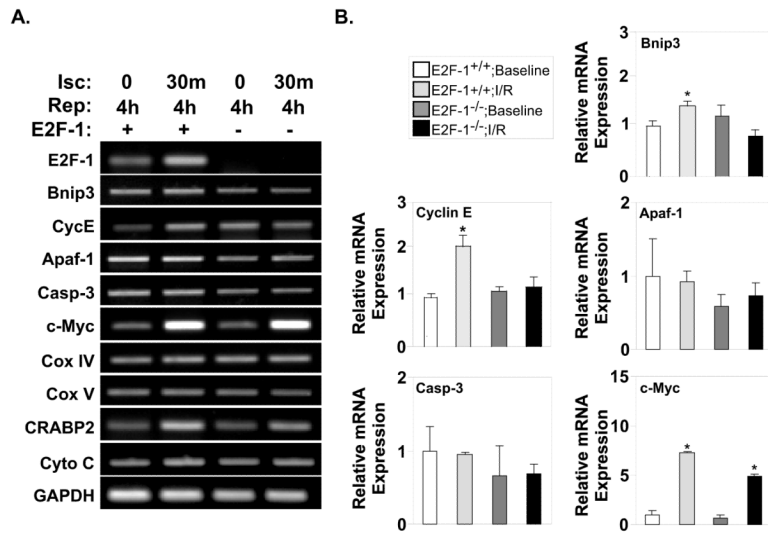 A.
Isc: 0 30m 0 30m
Rep: 4h 4h 4h 4h
E2F-1: + + - -
E2F-1
Bnip3
CycE
Apaf-1
Casp-3
c-Myc
Cox IV
Cox V
CRABP2
Cyto C
GAPDH
B.
E2F-1+/+;Baseline
E2F-1+/+;I/R
E2F-1-/-;Baseline
E2F-1-/-;I/R
Relative mRNA
Expression
3
2
1
0
Bnip3
*
Relative mRNA
Expression
2
1
0
Cyclin E
*
Relative mRNA
Expression
2
1
0
Apaf-1
Relative mRNA
Expression
2
1
0
Casp-3
Relative mRNA
Expression
15
10
5
0
c-Myc
*
*